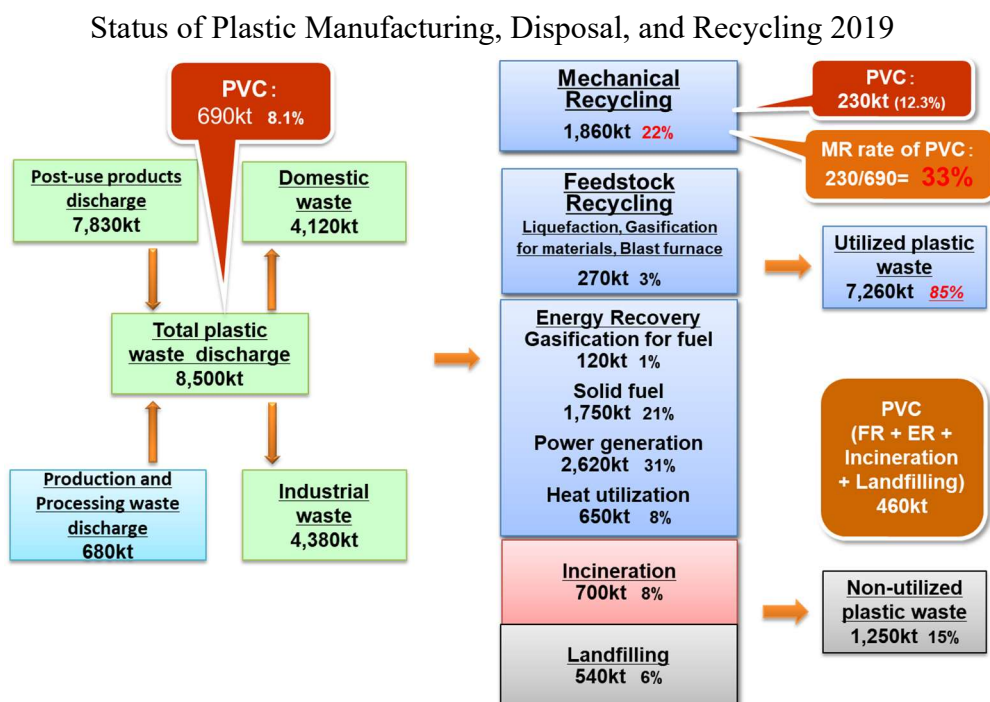 Status of Plastic Manufacturing, Disposal, and Recycling 2019
PVC:
690kt 8.1%
Post-use products
discharge
7,830kt
Domestic
waste
4,120kt
Total plastic
waste discharge
8,500kt
Production and
Processing waste
discharge
680kt
Industrial
waste
4,380kt
Mechanical
Recycling
1,860kt 22%
PVC:
230kt (12.3%)
MR rate of PVC:
230/690= 33%
Feedstock
Recycling
Liquefaction, Gasification
for materials, Blast furnace
270kt 3%
Utilized plastic
waste
7,260kt 85%
Energy Recovery
Gasification for fuel
120kt 1%
Solid fuel
1,750kt 21%
Power generation
2,620kt 31%
Heat utilization
650kt 8%
PVC
(FR + ER +
Incineration
+ Landfilling)
460kt
Incineration
700kt 8%
Landfilling
540kt 6%
Non-utilized
plastic waste
1,250kt 15%